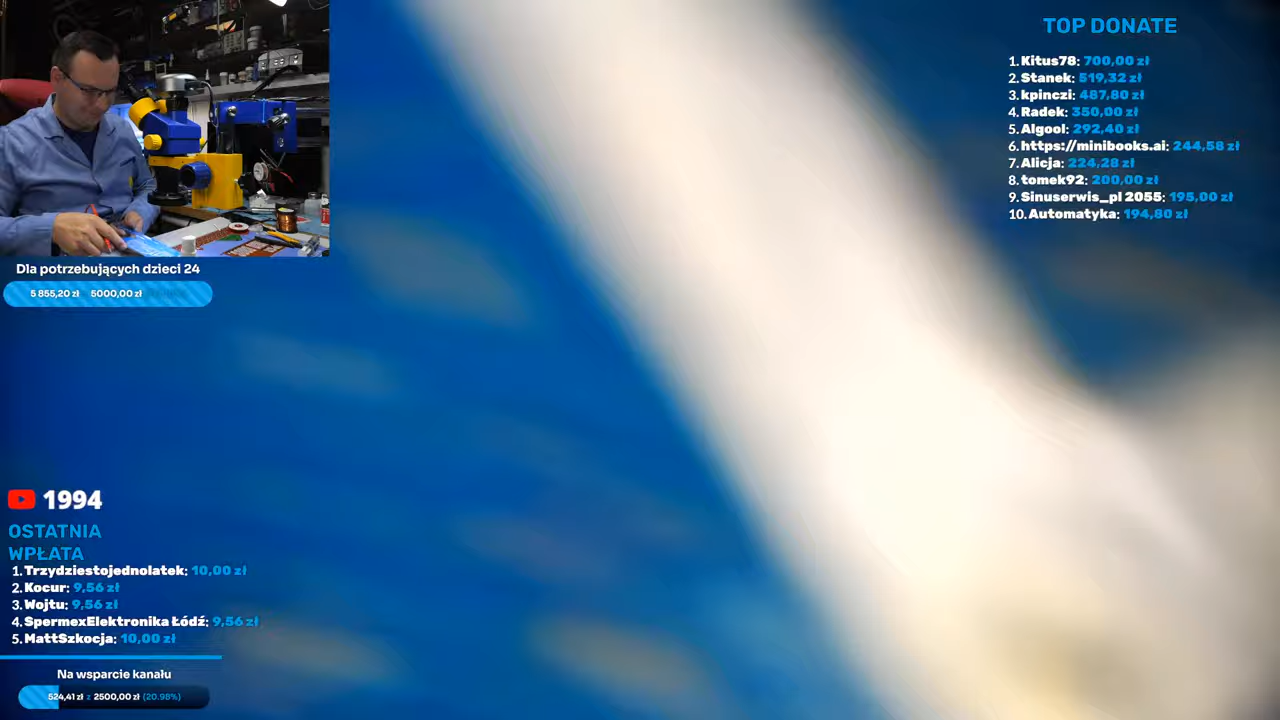 TOP DONATE
1. Kitus78: 700,00 zł
2. Stanek: 519,32 zł
3. kpinczi: 487,80 zł
4. Radek: 350,00 zł
5. Algool: 292,40 zł
6. https://minibooks.ai: 244,58 zł
7. Alicja: 224,28 zł
8. tomek92: 200,00 zł
9. Sinuserwis_pl 2055: 195,00 zł
10. Automatyka: 194,80 zł
Dla potrzebujących dzieci 24
5 855,20 zł 5000,00 zł
1994
OSTATNIA
WPŁATA
1. Trzydziestojednolatek: 10,00 zł
2. Kocur: 9,56 zł
3. Wojtu: 9,56 zł
4. SpermexElektronika Łódź: 9,56 zł
5. MattSzkocja: 10,00 zł
Na wsparcie kanału
524,41 zł z 2500,00 zł (20.98%)